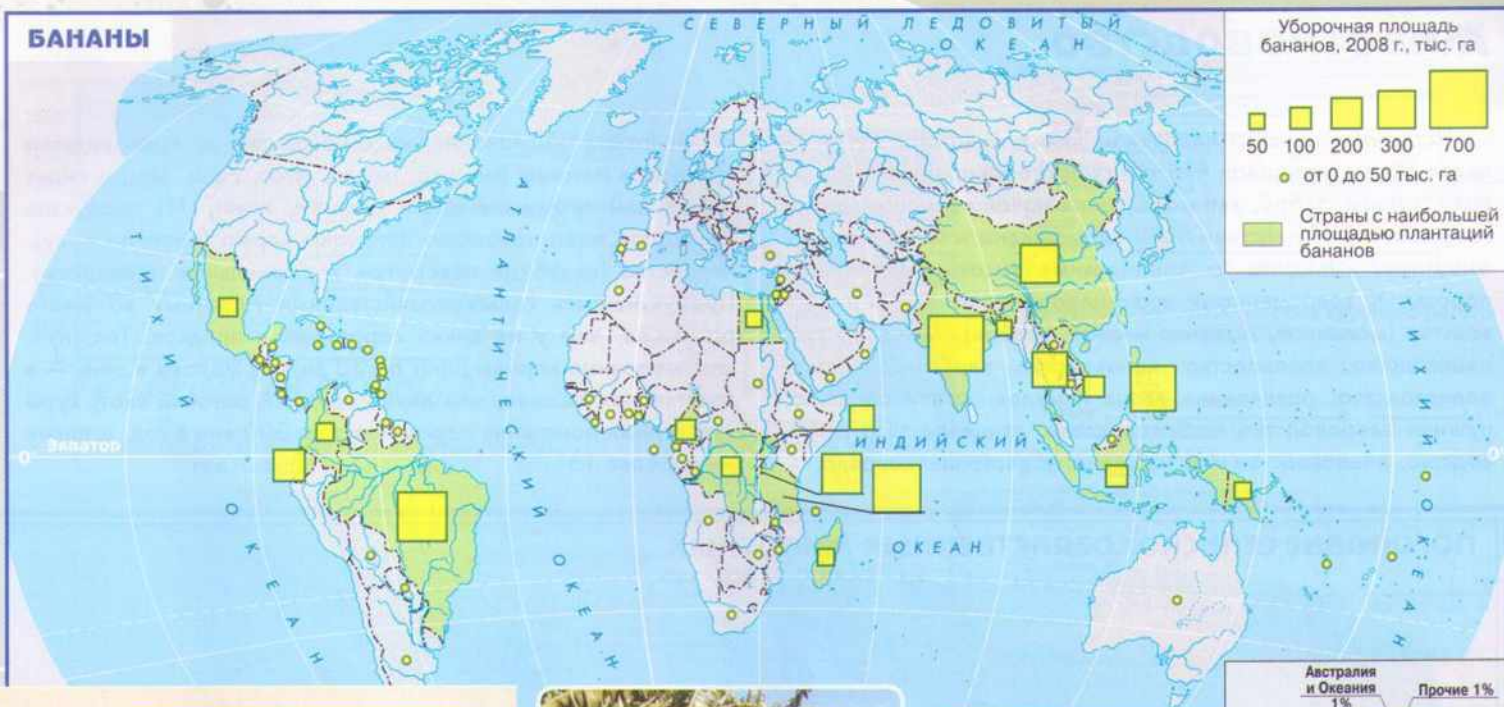 БАНАНЫ
СЕВЕРНЫЙ ЛЕДОВИТЫЙ
ОКЕАН
Уборочная площадь
бананов, 2008 г., тыс. га
50 100 200 300 700
от 0 до 50 тыс. га
Страны с наибольшей
площадью плантаций
бананов
ТИХИЙ
ОКЕАН
АТЛАНТИЧЕСКИЙ ОКЕАН
ИНДИЙСКИЙ
ОКЕАН
ТИХИЙ
ОКЕАН
0° Экватор
0°
Австралия
и Океания
1%
Прочие 1%